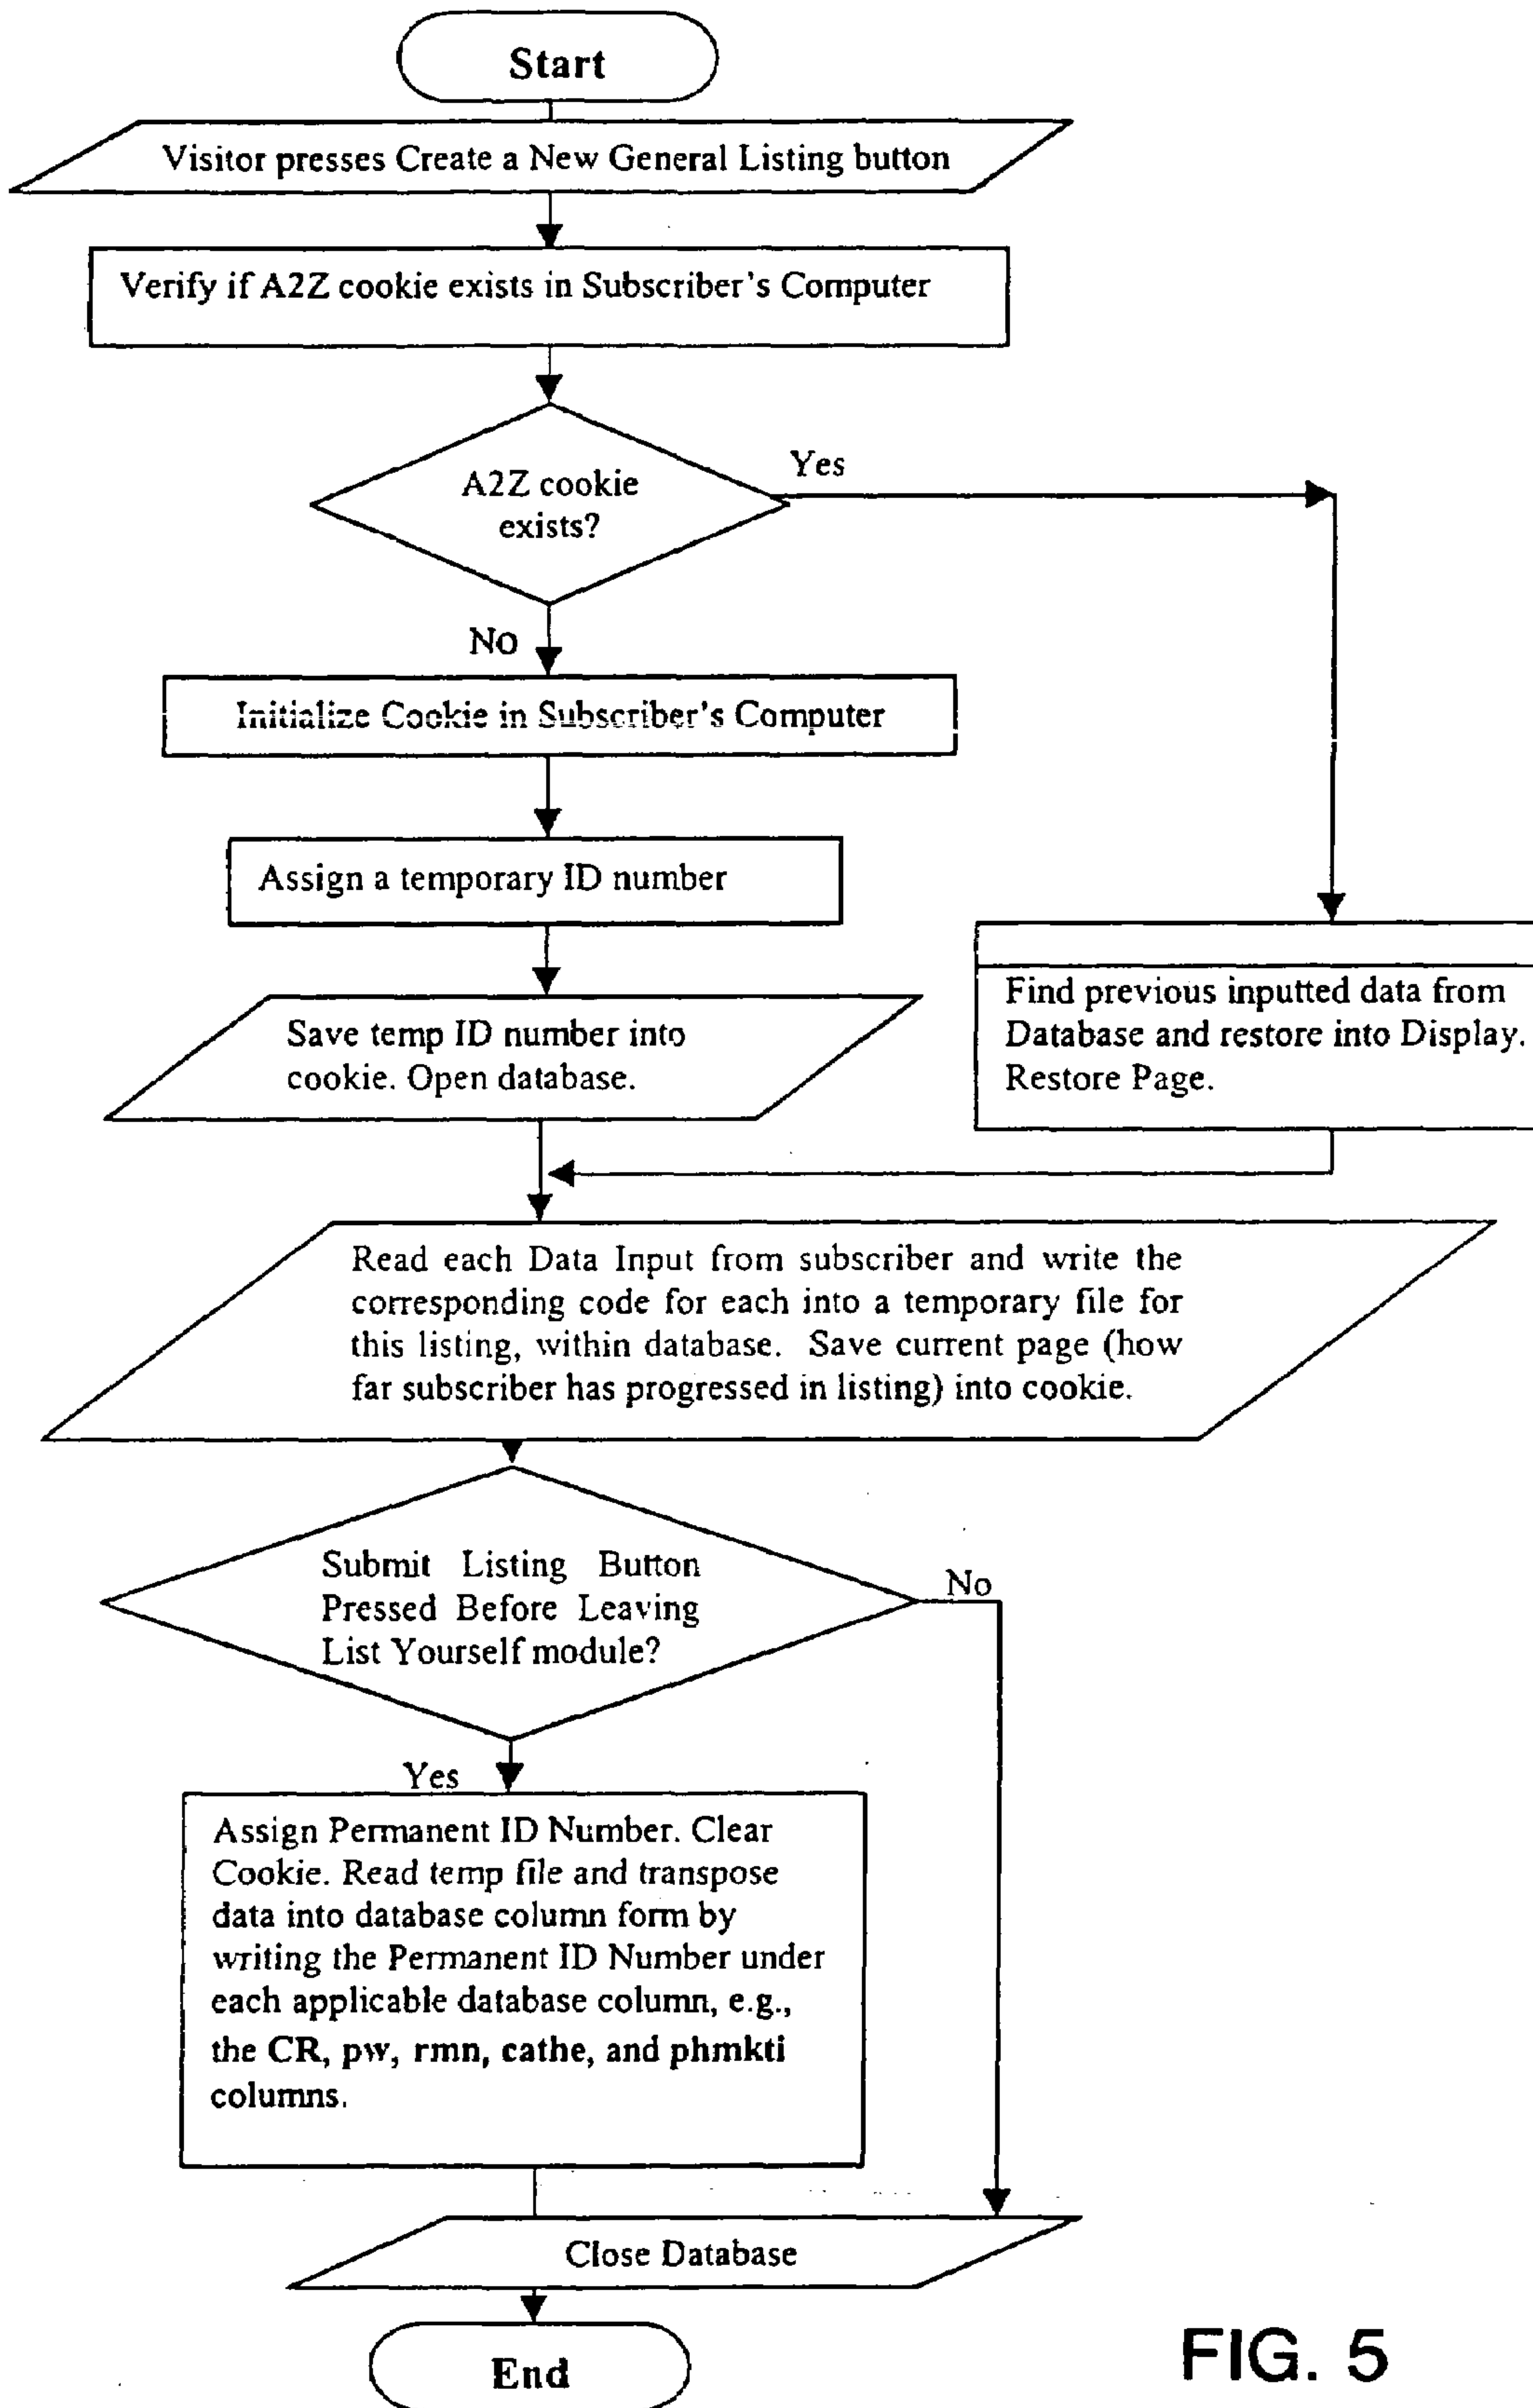 Start
Visitor presses Create a New General Listing button
Verify if A2Z cookie exists in Subscriber's Computer
A2Z cookie
exists?
Yes
No
Initialize Cookie in Subscriber's Computer
Assign a temporary ID number
Save temp ID number into
cookie. Open database.
Find previous inputted data from
Database and restore into Display.
Restore Page.
Read each Data Input from subscriber and write the
corresponding code for each into a temporary file for
this listing, within database. Save current page (how
far subscriber has progressed in listing) into cookie.
Submit Listing Button
Pressed Before Leaving
List Yourself module?
No
Yes
Assign Permanent ID Number. Clear
Cookie. Read temp file and transpose
data into database column form by
writing the Permanent ID Number under
each applicable database column, e.g.,
the CR, pw, rmn, cathe, and phmkti
columns.
Close Database
End
FIG. 5